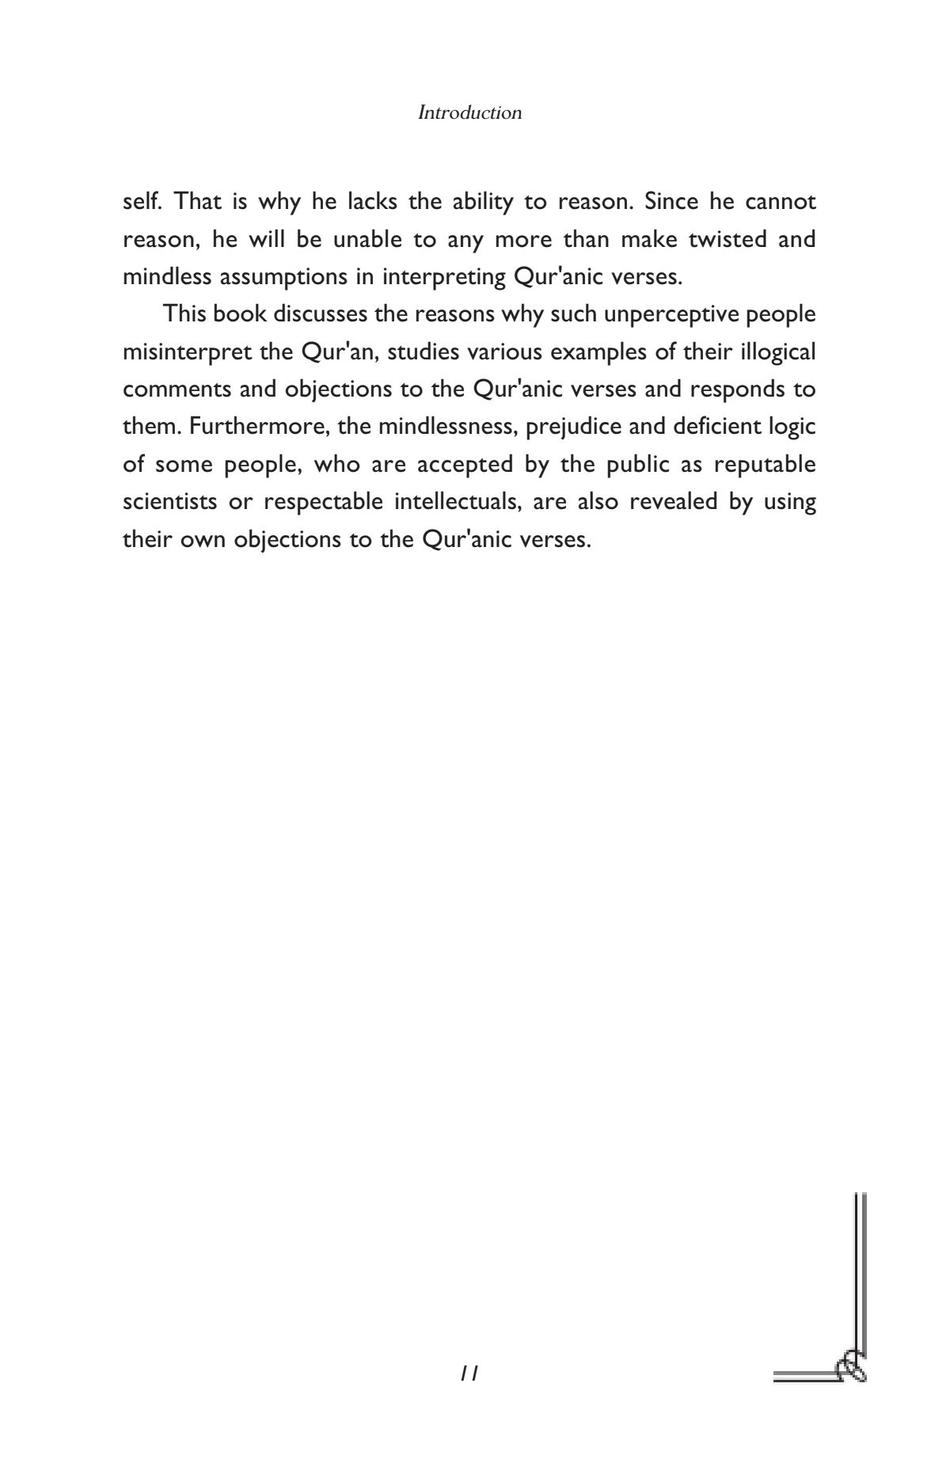 Introduction
self. That is why he lacks the ability to reason. Since he cannot
reason, he will be unable to any more than make twisted and
mindless assumptions in interpreting Qur'anic verses.
This book discusses the reasons why such unperceptive people
misinterpret the Qur'an, studies various examples of their illogical
comments and objections to the Qur'anic verses and responds to
them. Furthermore, the mindlessness, prejudice and deficient logic
of some people, who are accepted by the public as reputable
scientists or respectable intellectuals, are also revealed by using
their own objections to the Qur'anic verses.
11